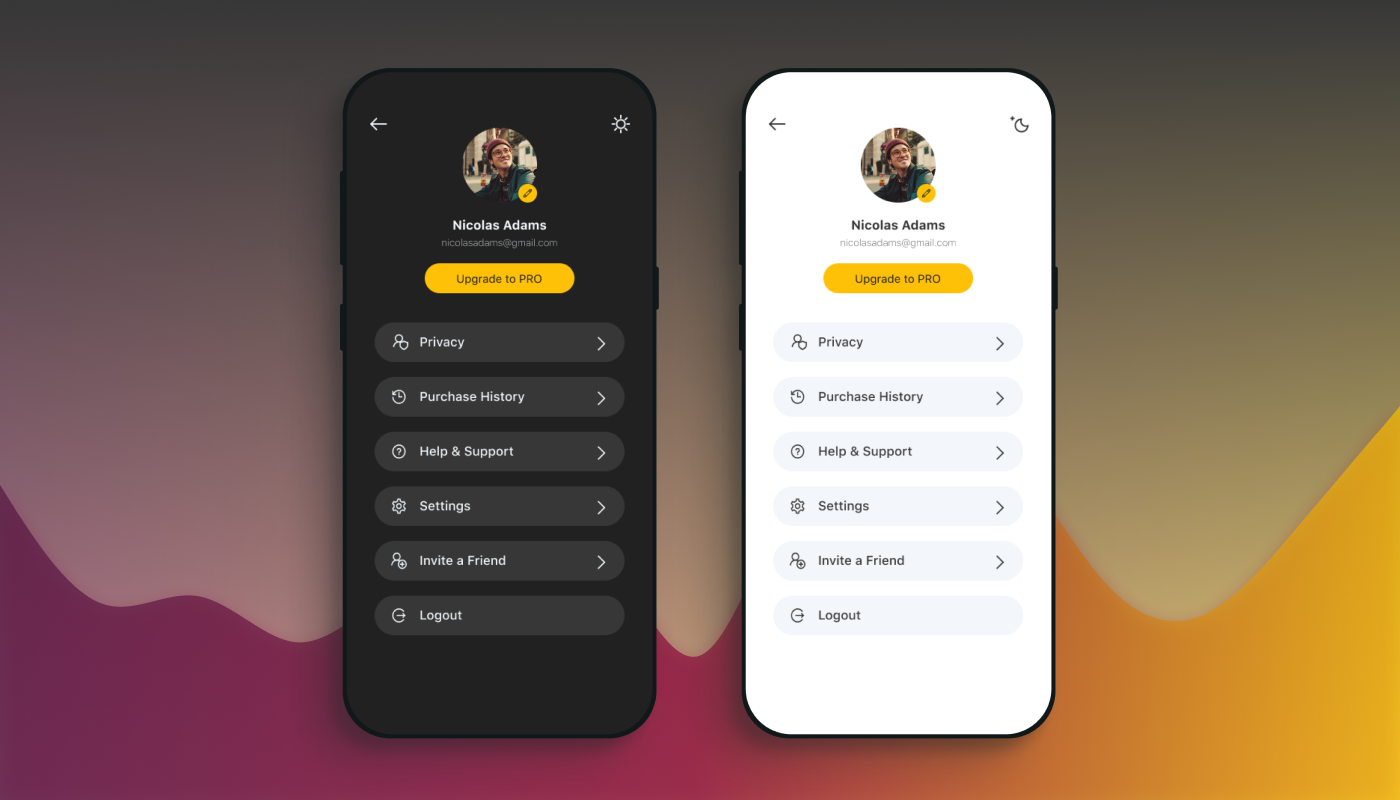 Nicolas Adams
nicolasadams@gmail.com
Upgrade to PRO
Privacy
Purchase History
Help & Support
Settings
Invite a Friend
Logout
Nicolas Adams
nicolasadams@gmail.com
Upgrade to PRO
Privacy
Purchase History
Help & Support
Settings
Invite a Friend
Logout